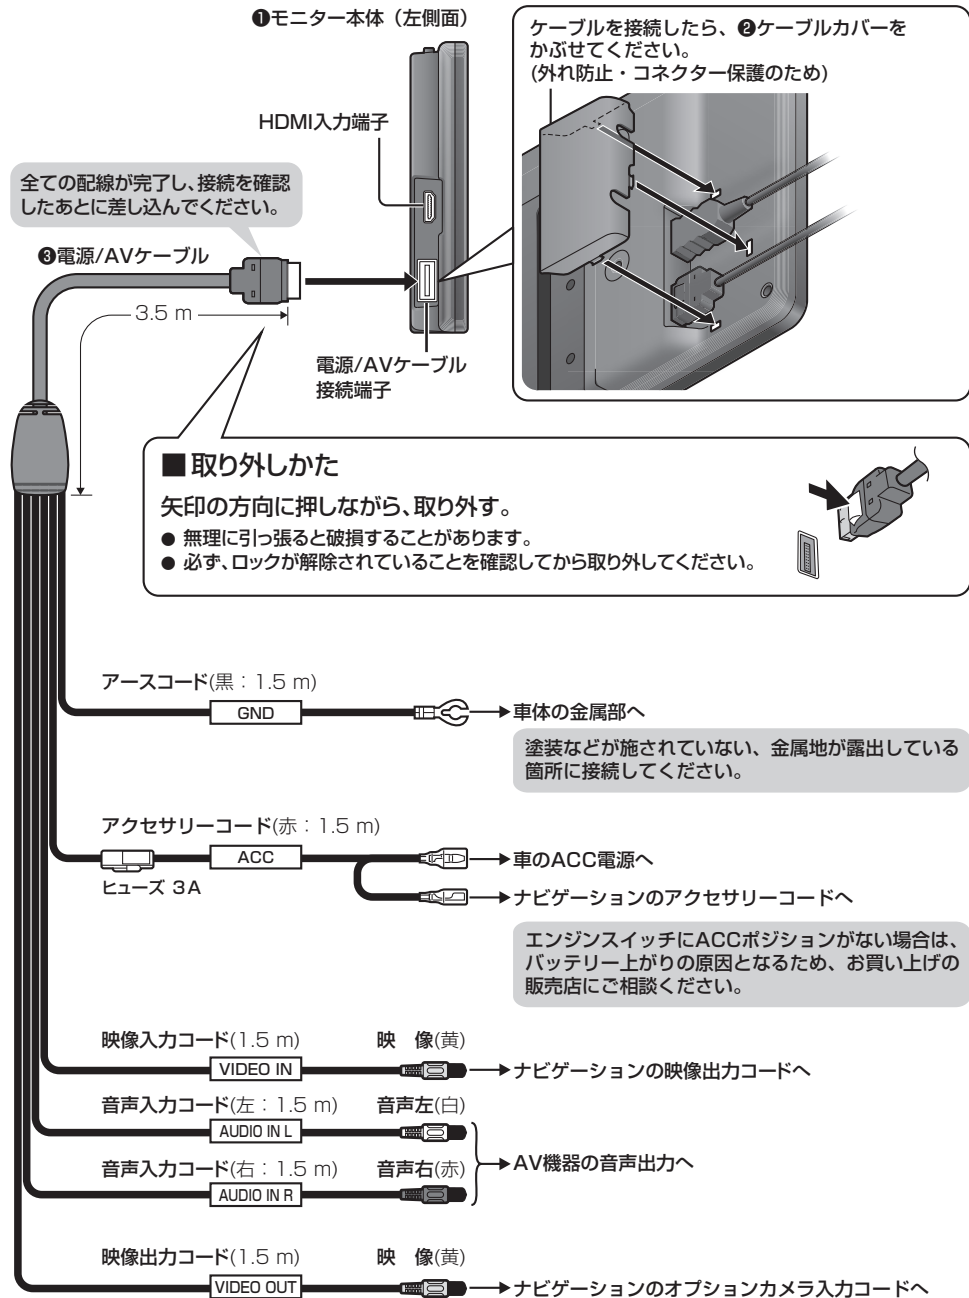 ❶モニター本体（左側面）
ケーブルを接続したら、❷ケーブルカバーを
かぶせてください。
(外れ防止・コネクター保護のため)
HDMI入力端子
全ての配線が完了し、接続を確認
したあとに差し込んでください。
❸電源/AVケーブル
3.5 m
電源/AVケーブル
接続端子
■取り外しかた
矢印の方向に押しながら、取り外す。
● 無理に引っ張ると破損することがあります。
● 必ず、ロックが解除されていることを確認してから取り外してください。
アースコード(黒：1.5 m)
GND
車体の金属部へ
塗装などが施されていない、金属地が露出している
箇所に接続してください。
アクセサリーコード(赤：1.5 m)
ACC
車のACC電源へ
ヒューズ 3A
ナビゲーションのアクセサリーコードへ
エンジンスイッチにACCポジションがない場合は、
バッテリー上がりの原因となるため、お買い上げの
販売店にご相談ください。
映像入力コード(1.5 m) 映　像(黄)
VIDEO IN
ナビゲーションの映像出力コードへ
音声入力コード(左：1.5 m) 音声左(白)
AUDIO IN L
AV機器の音声出力へ
音声入力コード(右：1.5 m) 音声右(赤)
AUDIO IN R
映像出力コード(1.5 m) 映　像(黄)
VIDEO OUT
ナビゲーションのオプションカメラ入力コードへ